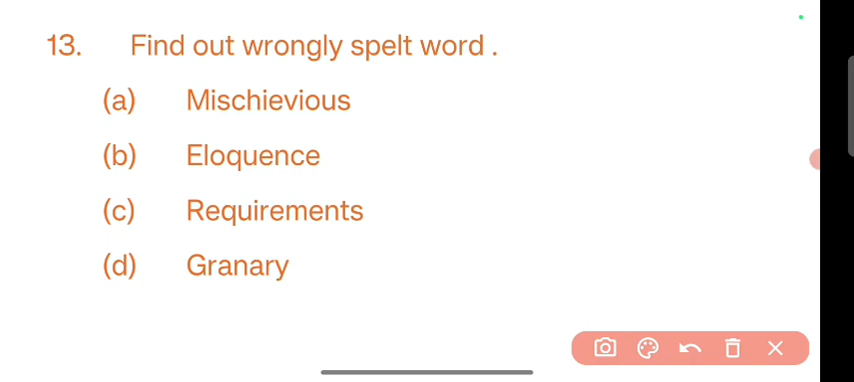 13. Find out wrongly spelt word .
(a) Mischievious
(b) Eloquence
(c) Requirements
(d) Granary